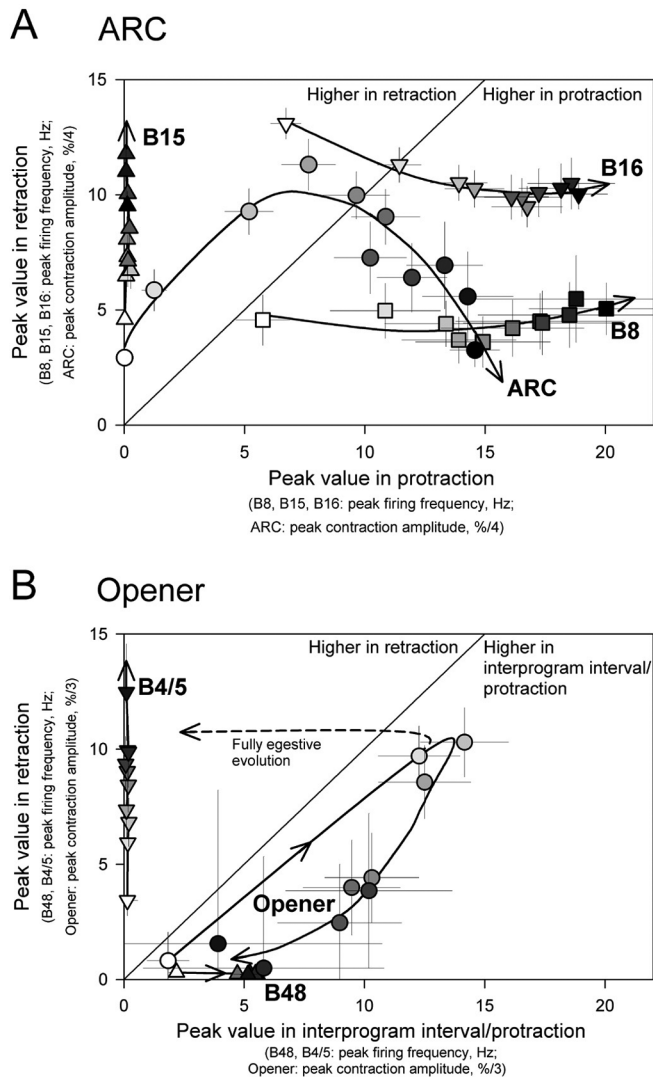 A ARC
15
10
5
0
Peak value in retraction
(B8, B15, B16: peak firing frequency, Hz;
ARC: peak contraction amplitude, %/4)
Higher in retraction
Higher in protraction
B15
B16
B8
ARC
0 5 10 15 20
Peak value in protraction
(B8, B15, B16: peak firing frequency, Hz;
ARC: peak contraction amplitude, %/4)
B Opener
15
10
5
0
Peak value in retraction
(B48, B4/5: peak firing frequency, Hz;
Opener: peak contraction amplitude, %/3)
Higher in retraction
Higher in
interprogram interval/
protraction
B4/5
Fully egestive
evolution
Opener
B48
0 5 10 15 20
Peak value in interprogram interval/protraction
(B48, B4/5: peak firing frequency, Hz;
Opener: peak contraction amplitude, %/3)